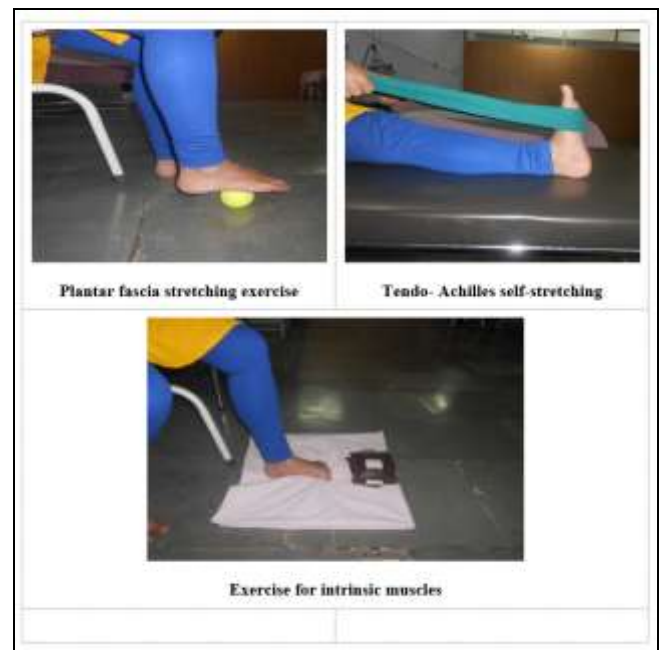 Plantar fascia stretching exercise
Tendo- Achilles self-stretching
Exercise for intrinsic muscles